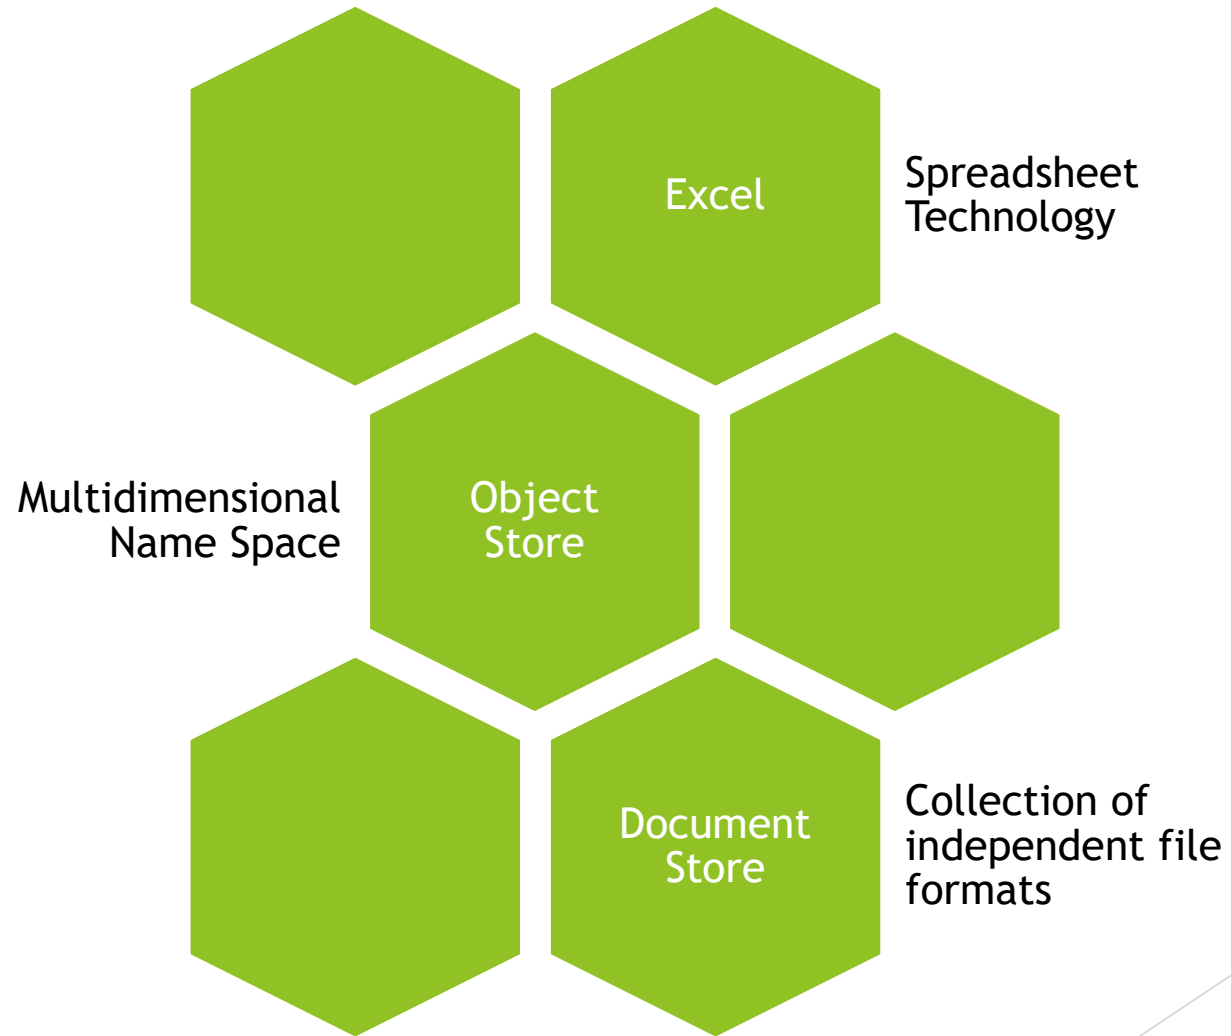 Excel
Spreadsheet
Technology
Multidimensional
Name Space
Object
Store
Document
Store
Collection of
independent file
formats